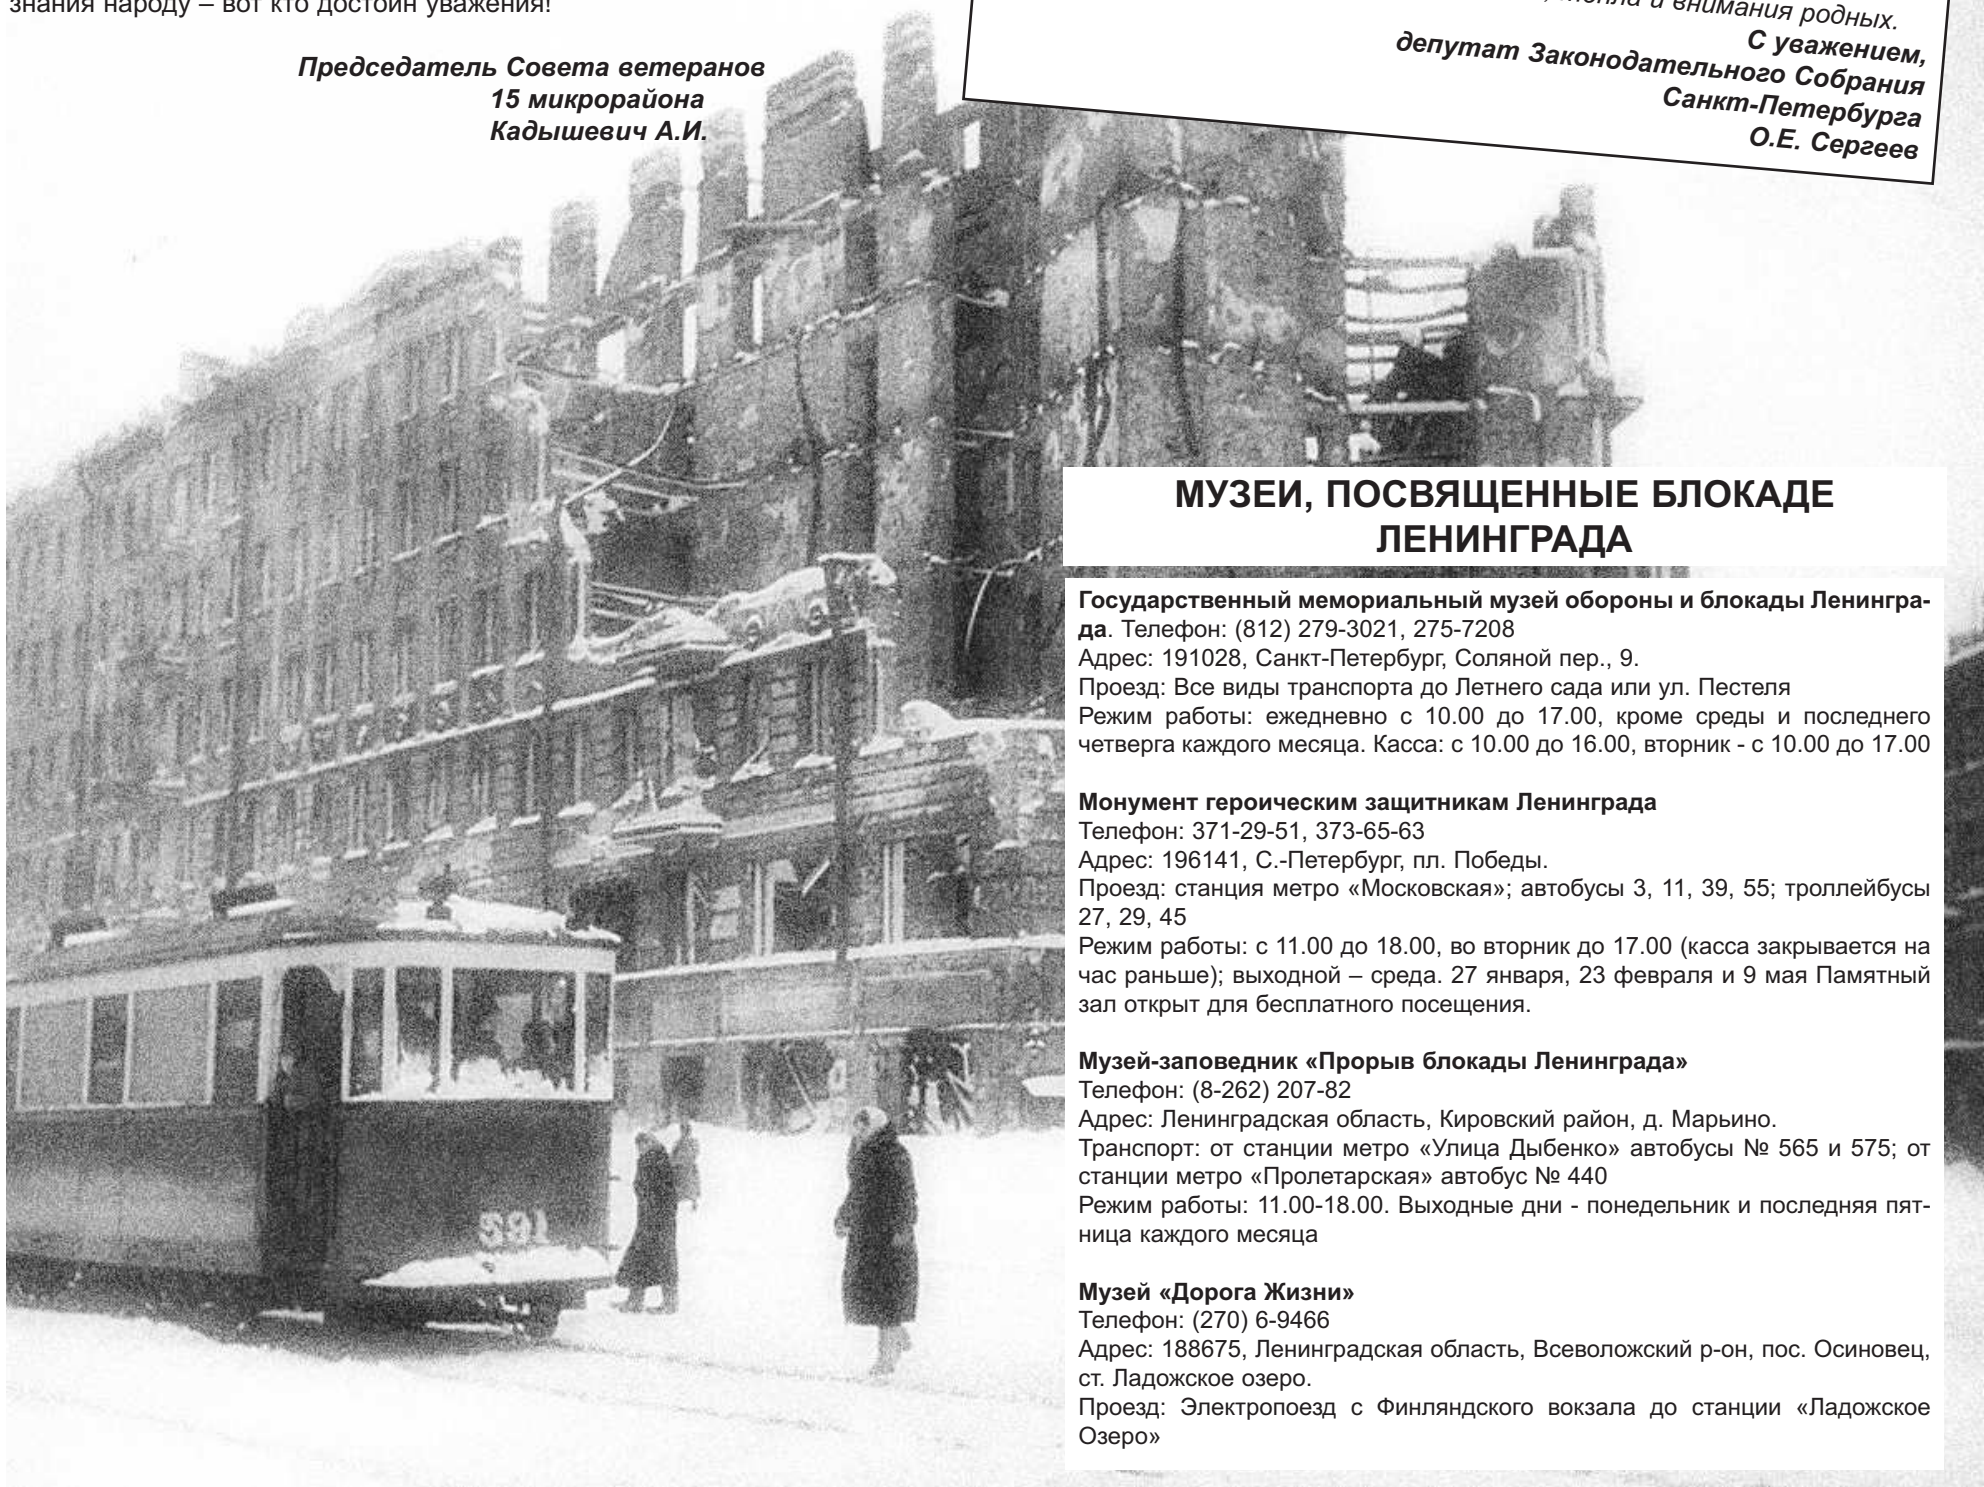 знания народу – вот кто достоин уважения!
Председатель Совета ветеранов
15 микрорайона
Кадышевич А.И.
и внимания родных.
С уважением,
депутат Законодательного Собрания
Санкт-Петербурга
О.Е. Сергеев
МУЗЕИ, ПОСВЯЩЕННЫЕ БЛОКАДЕ
ЛЕНИНГРАДА
Государственный мемориальный музей обороны и блокады Ленингра-
да. Телефон: (812) 279-3021, 275-7208
Адрес: 191028, Санкт-Петербург, Соляной пер., 9.
Проезд: Все виды транспорта до Летнего сада или ул. Пестеля
Режим работы: ежедневно с 10.00 до 17.00, кроме среды и последнего
четверга каждого месяца. Касса: с 10.00 до 16.00, вторник - с 10.00 до 17.00
Монумент героическим защитникам Ленинграда
Телефон: 371-29-51, 373-65-63
Адрес: 196141, С.-Петербург, пл. Победы.
Проезд: станция метро «Московская»; автобусы 3, 11, 39, 55; троллейбусы
27, 29, 45
Режим работы: с 11.00 до 18.00, во вторник до 17.00 (касса закрывается на
час раньше); выходной – среда. 27 января, 23 февраля и 9 мая Памятный
зал открыт для бесплатного посещения.
Музей-заповедник «Прорыв блокады Ленинграда»
Телефон: (8-262) 207-82
Адрес: Ленинградская область, Кировский район, д. Марьино.
Транспорт: от станции метро «Улица Дыбенко» автобусы № 565 и 575; от
станции метро «Пролетарская» автобус № 440
Режим работы: 11.00-18.00. Выходные дни - понедельник и последняя пят-
ница каждого месяца
Музей «Дорога Жизни»
Телефон: (270) 6-9466
Адрес: 188675, Ленинградская область, Всеволожский р-он, пос. Осиновец,
ст. Ладожское озеро.
Проезд: Электропоезд с Финляндского вокзала до станции «Ладожское
Озеро»
591